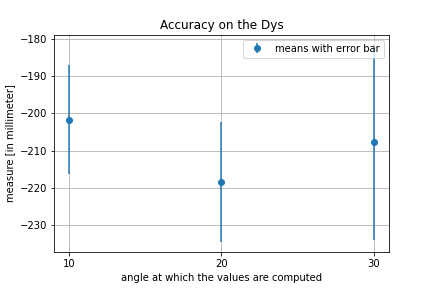 Accuracy on the Dys
means with error bar
measure [in millimeter]
−180
−190
−200
−210
−220
−230
10
20
30
angle at which the values are computed